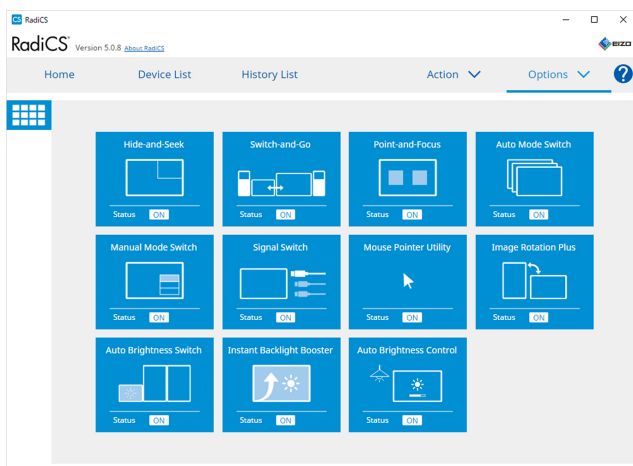 CS RadiCS
RadiCS Version 5.0.8 About RadiCS
EIZO
Home Device List History List Action Options ?
Hide-and-Seek Switch-and-Go Point-and-Focus Auto Mode Switch
Status ON Status ON Status ON Status ON
Manual Mode Switch Signal Switch Mouse Pointer Utility Image Rotation Plus
Status ON Status ON Status ON Status ON
Auto Brightness Switch Instant Backlight Booster Auto Brightness Control
Status ON Status ON Status ON